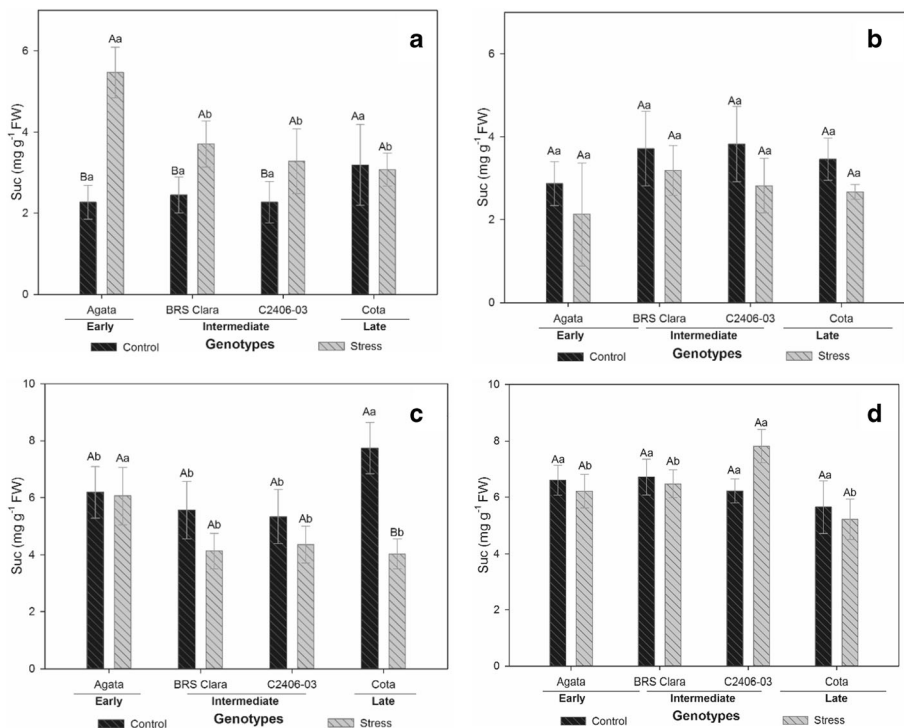 a
Suc (mg g-1 FW)
6
4
2
0
Aa
Ba
Ab
Ba
Ab
Ba
Aa
Ab
Agata BRS Clara C2406-03 Cota
Early Intermediate Late
Genotypes
Control Stress
b
Suc (mg g-1 FW)
6
4
2
0
Aa
Aa
Aa
Aa
Aa
Aa
Aa
Aa
Agata BRS Clara C2406-03 Cota
Early Intermediate Late
Genotypes
Control Stress
c
Suc (mg g-1 FW)
10
8
6
4
2
0
Ab
Aa
Ab
Ab
Ab
Ab
Aa
Bb
Agata BRS Clara C2406-03 Cota
Early Intermediate Late
Genotypes
Control Stress
d
Suc (mg g-1 FW)
10
8
6
4
2
0
Aa
Ab
Aa
Ab
Aa
Aa
Aa
Ab
Agata BRS Clara C2406-03 Cota
Early Intermediate Late
Genotypes
Control Stress